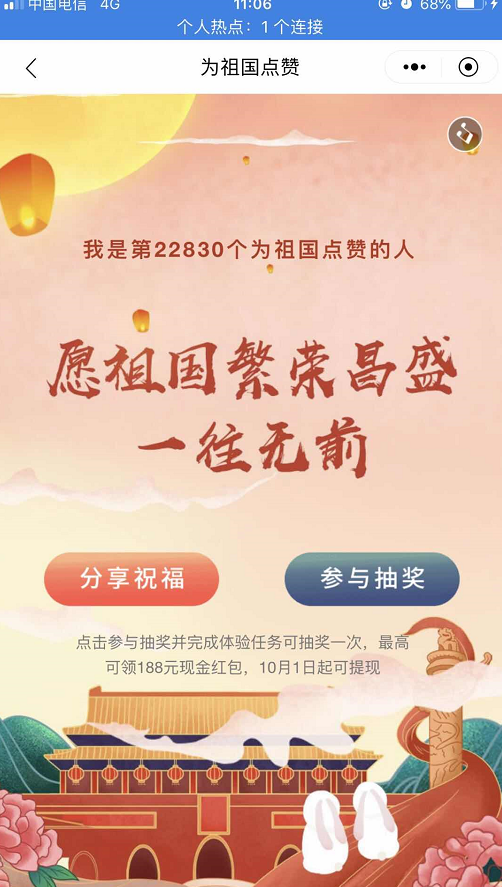 中国电信 4G 11:06 68%
个人热点：1 个连接
为祖国点赞
我是第22830个为祖国点赞的人
愿祖国繁荣昌盛
一往无前
分享祝福 参与抽奖
点击参与抽奖并完成体验任务可抽奖一次，最高
可领188元现金红包，10月1日起可提现